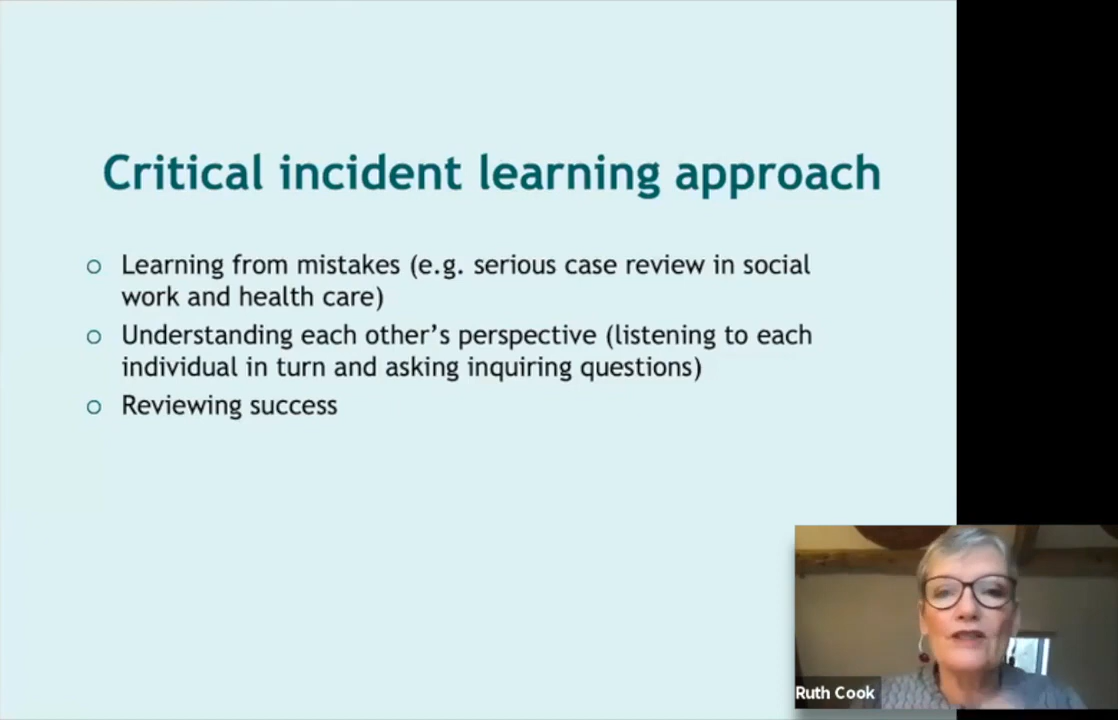 Critical incident learning approach
Learning from mistakes (e.g. serious case review in social
work and health care)
Understanding each other’s perspective (listening to each
individual in turn and asking inquiring questions)
Reviewing success
Ruth Cook